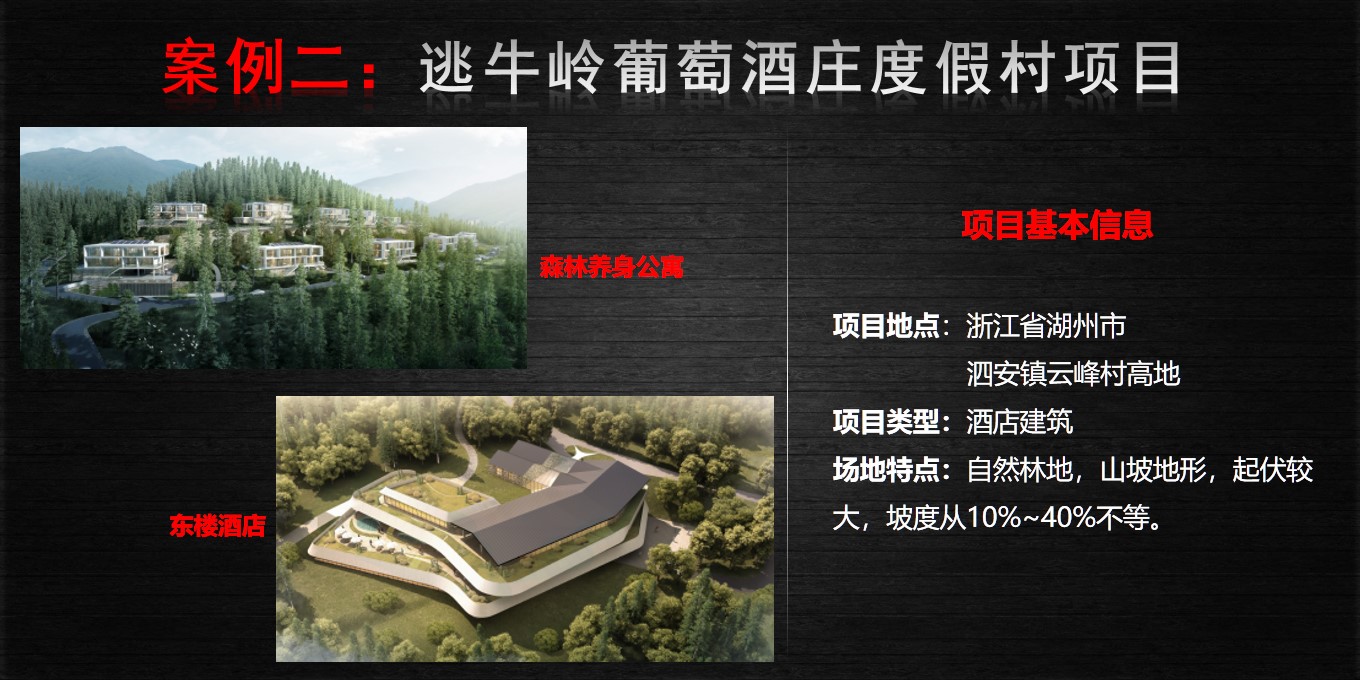 案例二：逃牛岭葡萄酒庄度假村项目
森林养身公寓
东楼酒店
项目基本信息
项目地点：浙江省湖州市
泗安镇云峰村高地
项目类型：酒店建筑
场地特点：自然林地，山坡地形，起伏较
大，坡度从10%~40%不等。